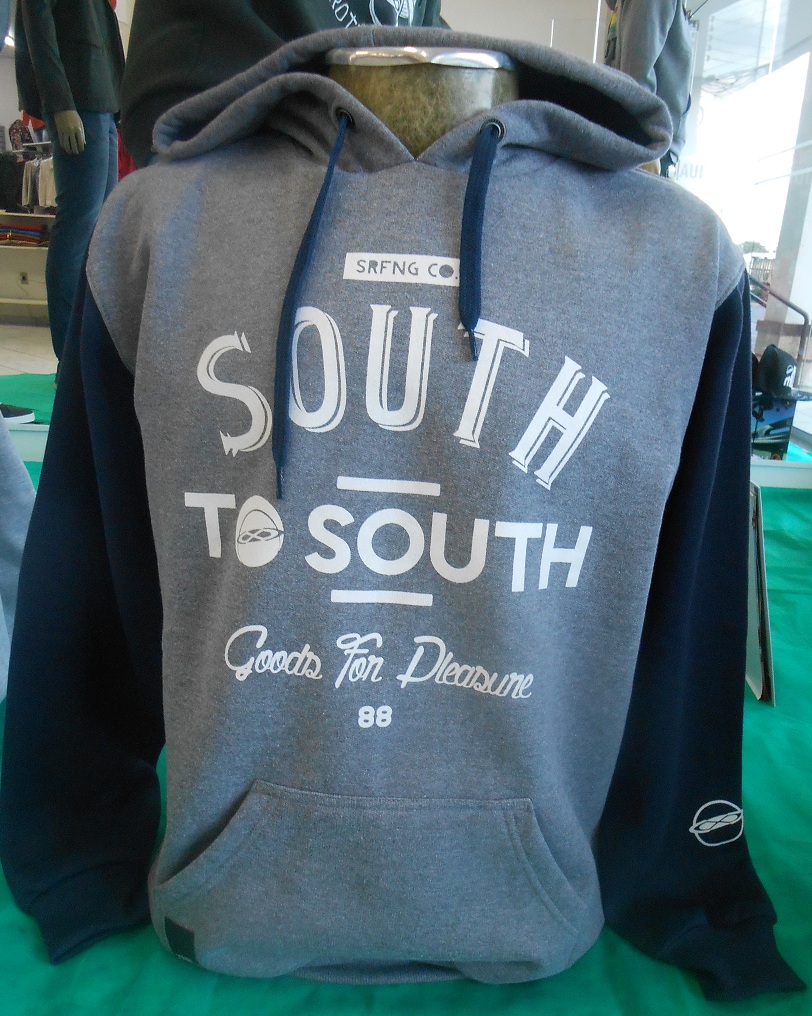 SRFNG CO.
SOUTH
TO SOUTH
Goods For Pleasure
88